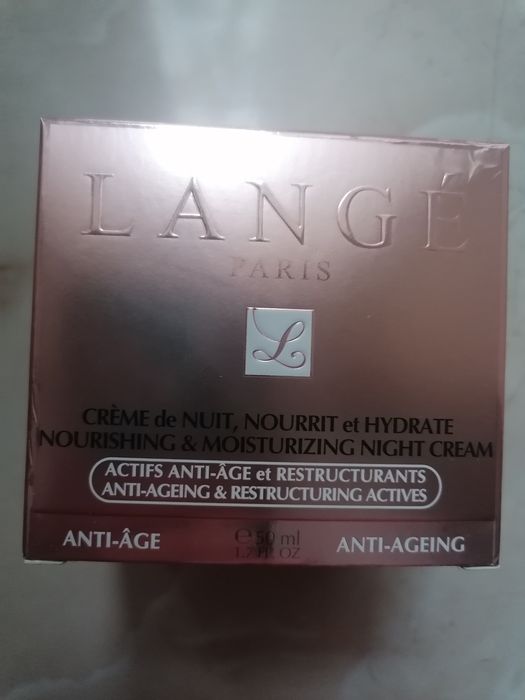 LANGÉ
PARIS
L
CRÈME de NUIT, NOURRIT et HYDRATE
NOURISHING & MOISTURIZING NIGHT CREAM
ACTIFS ANTI-ÂGE et RESTRUCTURANTS
ANTI-AGEING & RESTRUCTURING ACTIVES
ANTI-ÂGE
℮50 ml
1.7 FL OZ
ANTI-AGEING